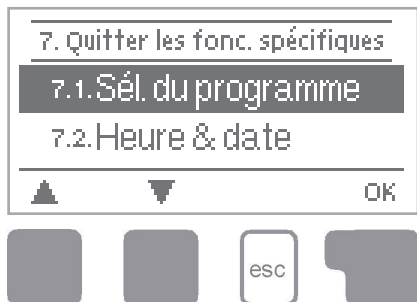 7. Quitter les fonc. spécifiques
7.1. Sél. du programme
7.2. Heure & date
OK
esc